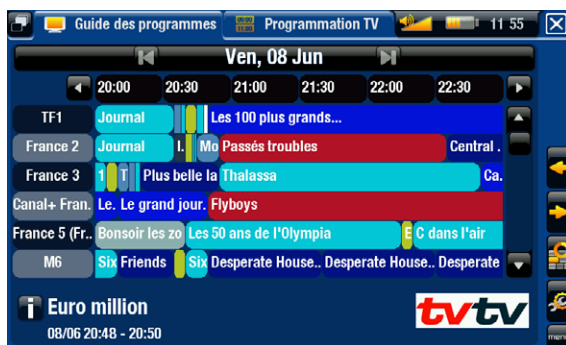 Guide des programmes Programmation TV 11 55
Ven, 08 Jun
20:00 20:30 21:00 21:30 22:00 22:30
TF1 Journal Les 100 plus grands...
France 2 Journal I. Mo Passés troubles Central .
France 3 1 T Plus belle la Thalassa Ca.
Canal+ Fran. Le. Le grand jour. Flyboys
France 5 (Fr.. Bonsoir les zo Les 50 ans de l'Olympia E C dans l'air
M6 Six Friends Six Desperate House.. Desperate House.. Desperate
i Euro million
08/06 20:48 - 20:50
tvtv
menu